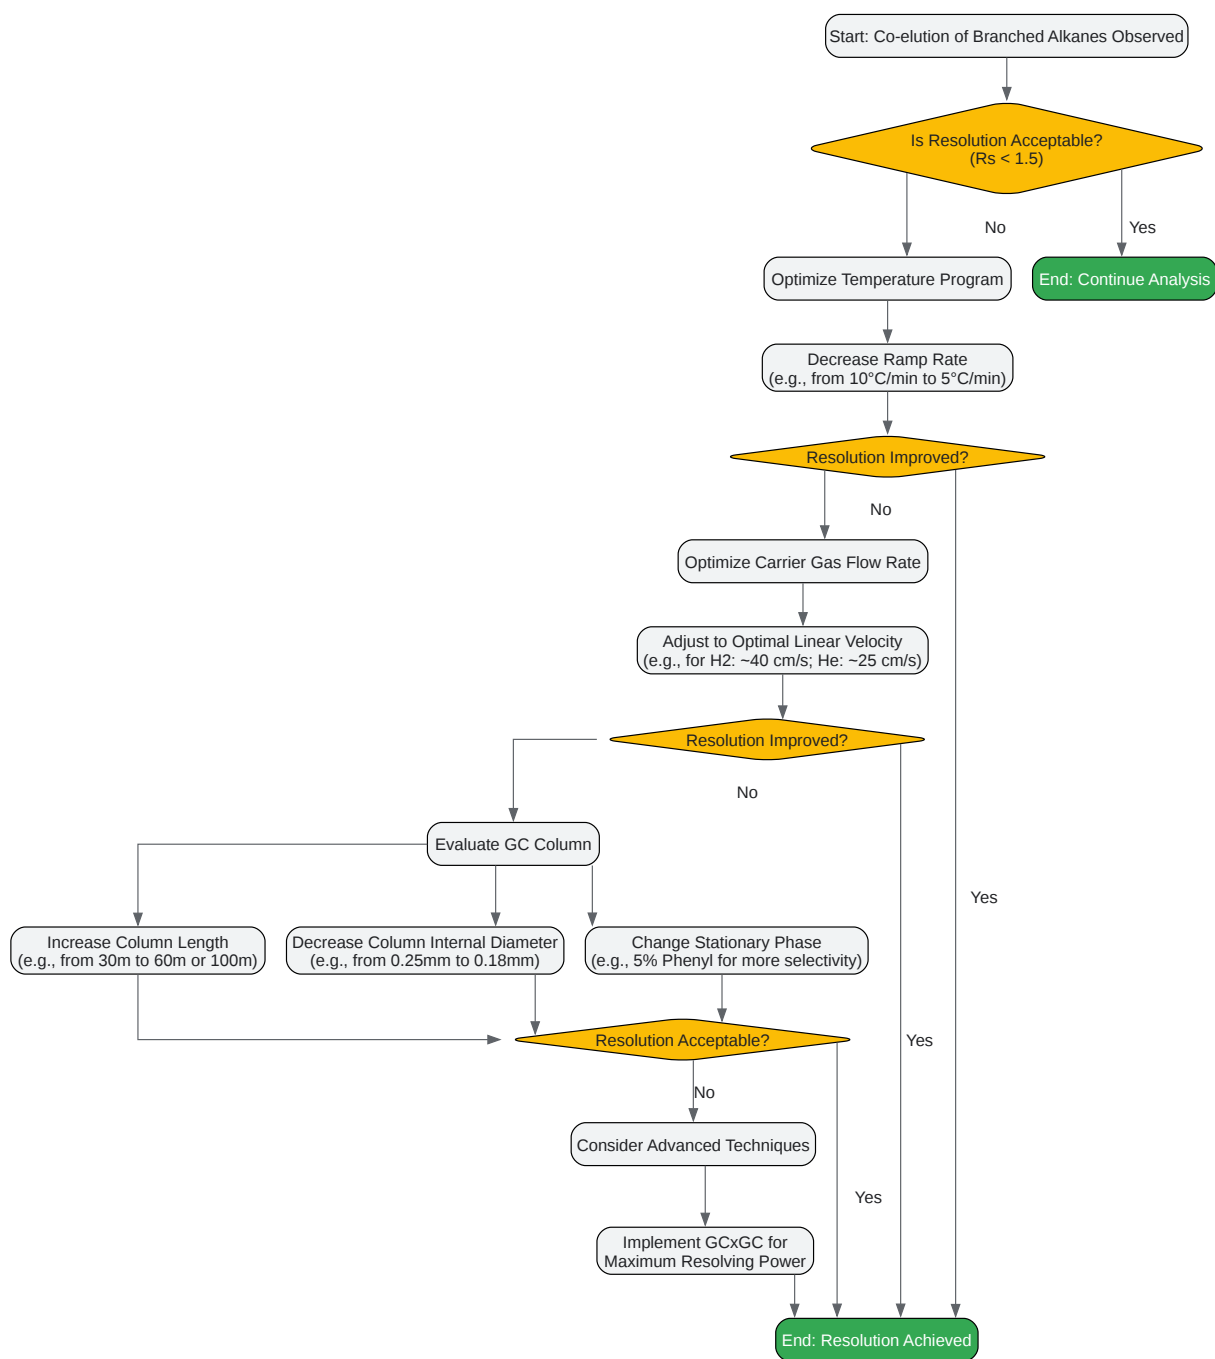 Start: Co-elution of Branched Alkanes Observed
Is Resolution Acceptable?
(Rs < 1.5)
No
Yes
Optimize Temperature Program
End: Continue Analysis
Decrease Ramp Rate
(e.g., from 10°C/min to 5°C/min)
Resolution Improved?
No
Optimize Carrier Gas Flow Rate
Adjust to Optimal Linear Velocity
(e.g., for H2: ~40 cm/s; He: ~25 cm/s)
Resolution Improved?
No
Evaluate GC Column
Yes
Increase Column Length
(e.g., from 30m to 60m or 100m)
Decrease Column Internal Diameter
(e.g., from 0.25mm to 0.18mm)
Change Stationary Phase
(e.g., 5% Phenyl for more selectivity)
Resolution Acceptable?
Yes
No
Consider Advanced Techniques
Yes
Implement GCxGC for
Maximum Resolving Power
End: Resolution Achieved